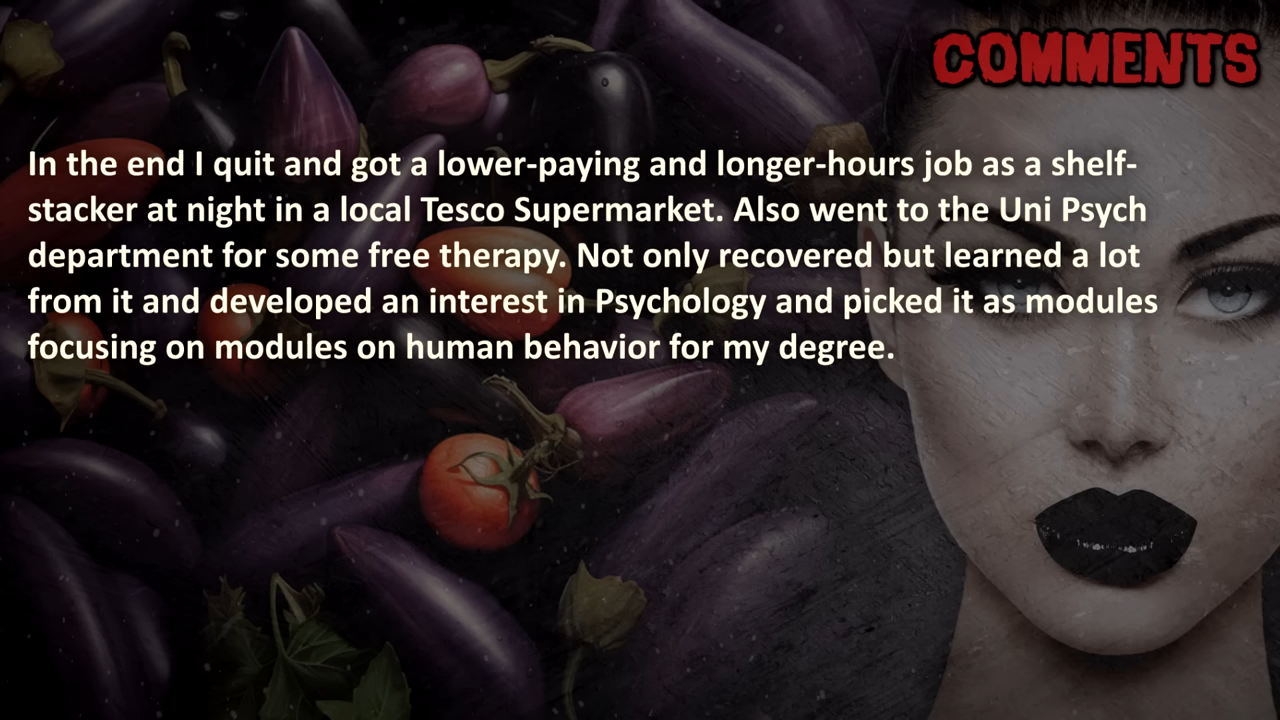 COMMENTS
In the end I quit and got a lower-paying and longer-hours job as a shelf-
stacker at night in a local Tesco Supermarket. Also went to the Uni Psych
department for some free therapy. Not only recovered but learned a lot
from it and developed an interest in Psychology and picked it as modules
focusing on modules on human behavior for my degree.